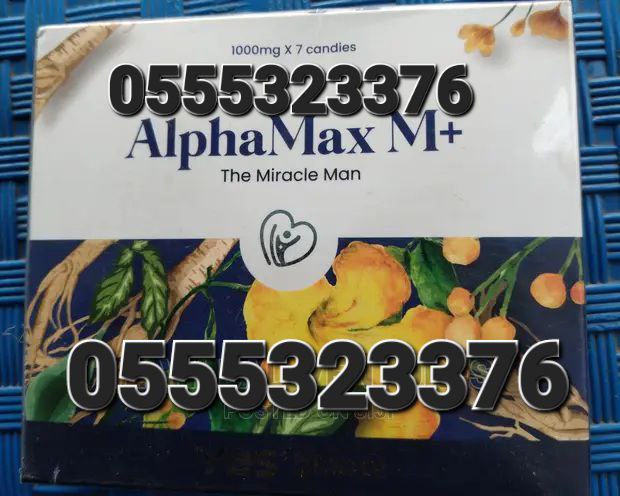 1000mg X 7 candies
0555323376
AlphaMax M+
The Miracle Man
0555323376